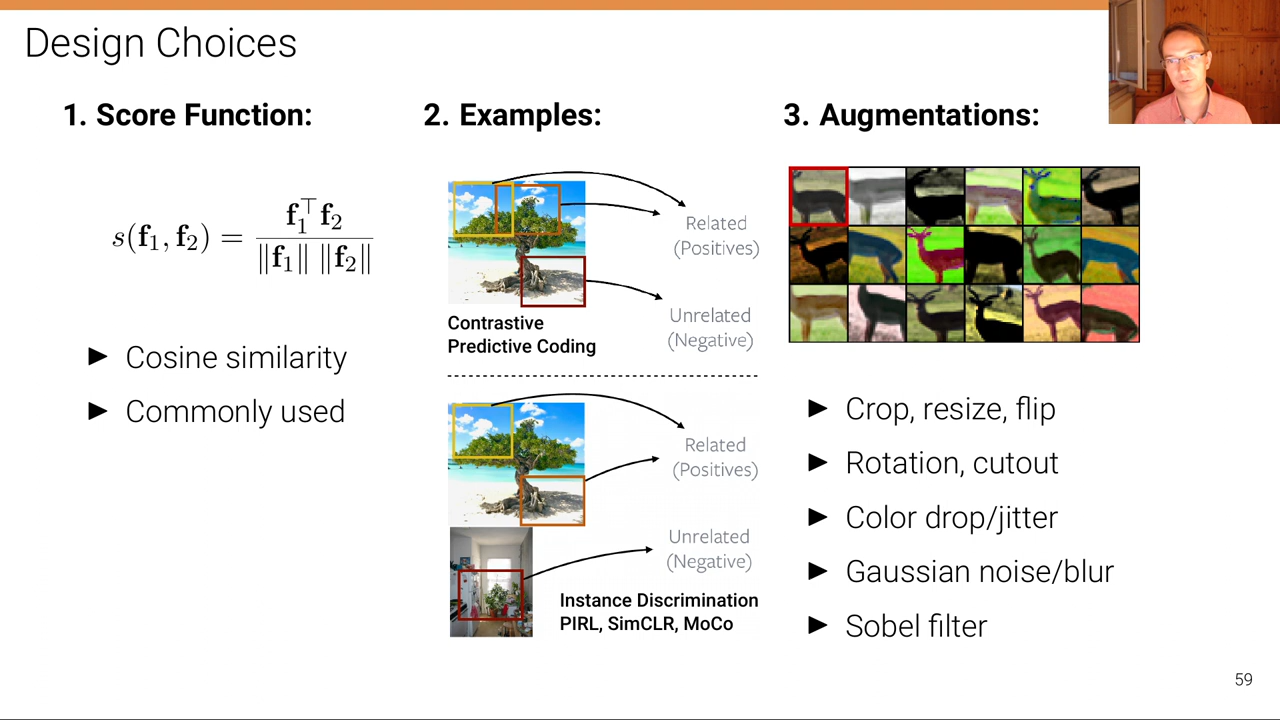 Design Choices
1. Score Function:
s(f₁, f₂) = f₁⊤f₂ / ‖f₁‖ ‖f₂‖
► Cosine similarity
► Commonly used
2. Examples:
Related
(Positives)
Unrelated
(Negative)
Contrastive
Predictive Coding
Related
(Positives)
Unrelated
(Negative)
Instance Discrimination
PIRL, SimCLR, MoCo
3. Augmentations:
► Crop, resize, flip
► Rotation, cutout
► Color drop/jitter
► Gaussian noise/blur
► Sobel filter
59